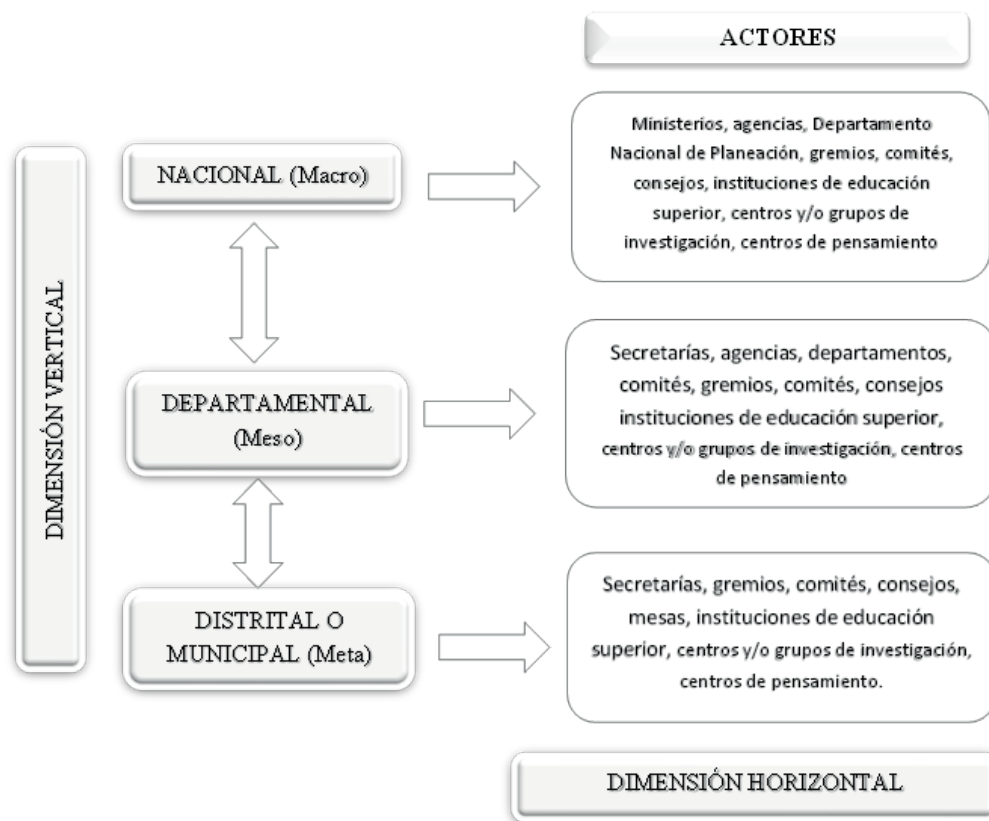 ACTORES
DIMENSIÓN VERTICAL
NACIONAL (Macro)
Ministerios, agencias, Departamento
Nacional de Planeación, gremios, comités,
consejos, instituciones de educación
superior, centros y/o grupos de
investigación, centros de pensamiento
DEPARTAMENTAL
(Meso)
Secretarías, agencias, departamentos,
comités, gremios, comités, consejos
instituciones de educación superior,
centros y/o grupos de investigación, centros
de pensamiento
DISTRITAL O
MUNICIPAL (Meta)
Secretarías, gremios, comités, consejos,
mesas, instituciones de educación
superior, centros y/o grupos de investigación,
centros de pensamiento.
DIMENSIÓN HORIZONTAL